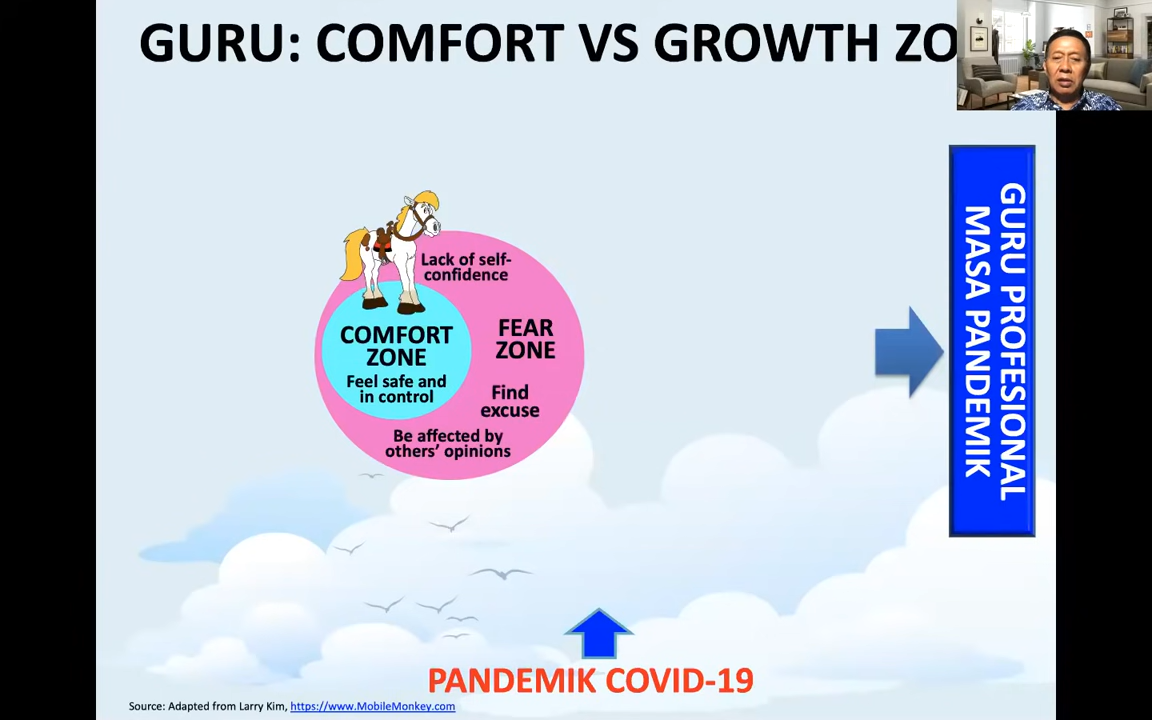 GURU: COMFORT VS GROWTH ZO
Lack of self-
confidence
COMFORT
ZONE
Feel safe and
in control
FEAR
ZONE
Find
excuse
Be affected by
others’ opinions
GURU PROFESIONAL
MASA PANDEMIK
PANDEMIK COVID-19
Source: Adapted from Larry Kim, https://www.MobileMonkey.com